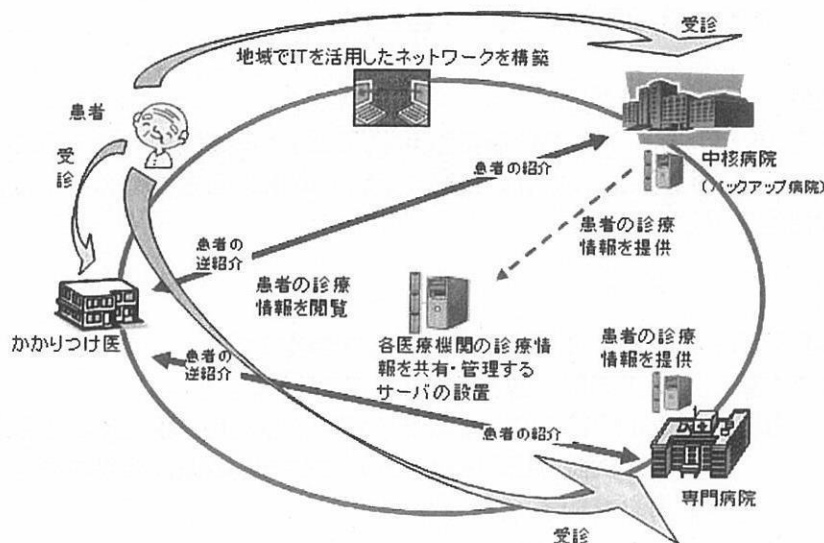 受診
地域でITを活用したネットワークを構築
患者
受
診
中核病院
(バックアップ病院)
患者の紹介
患者の診療
情報を提供
患者の
逆紹介
患者の診療
情報を閲覧
かかりつけ医
各医療機関の診療情
報を共有・管理する
サーバの設置
患者の診療
情報を提供
患者の
逆紹介
患者の紹介
専門病院
受診